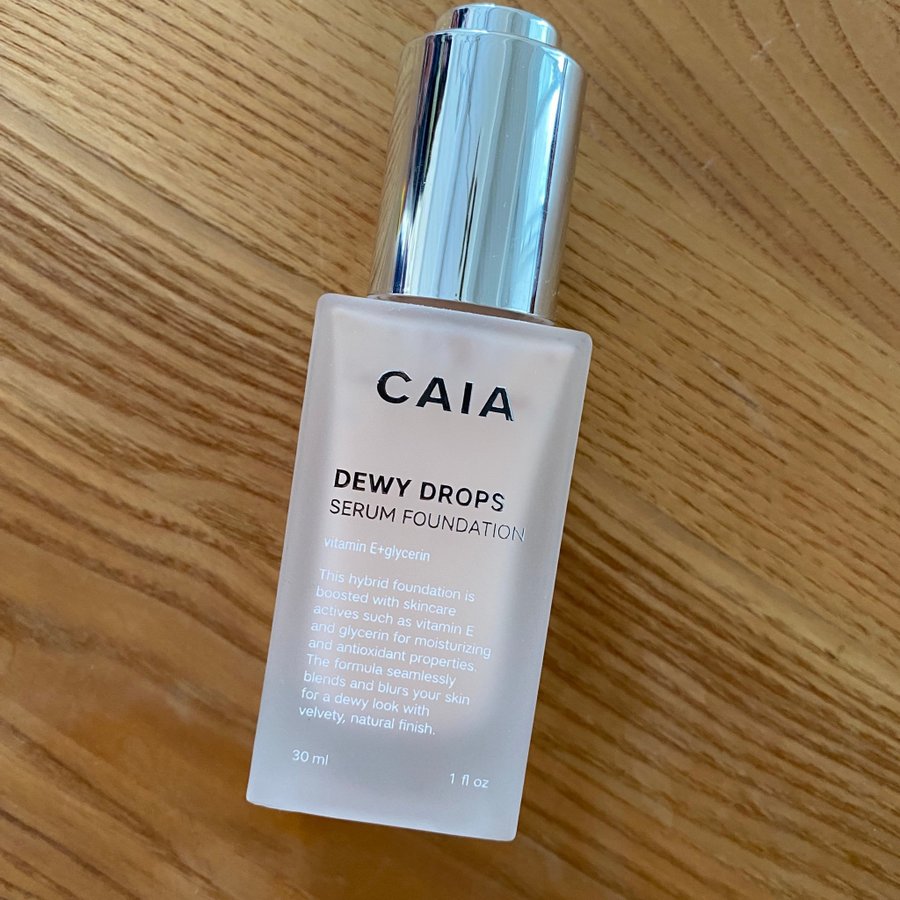 CAIA
DEWY DROPS
SERUM FOUNDATION
vitamin E+glycerin
This hybrid foundation is
boosted with skincare
actives such as vitamin E
and glycerin for moisturizing
and antioxidant properties.
The formula seamlessly
blends and blurs your skin
for a dewy look with
velvety, natural finish.
30 ml
1 fl oz